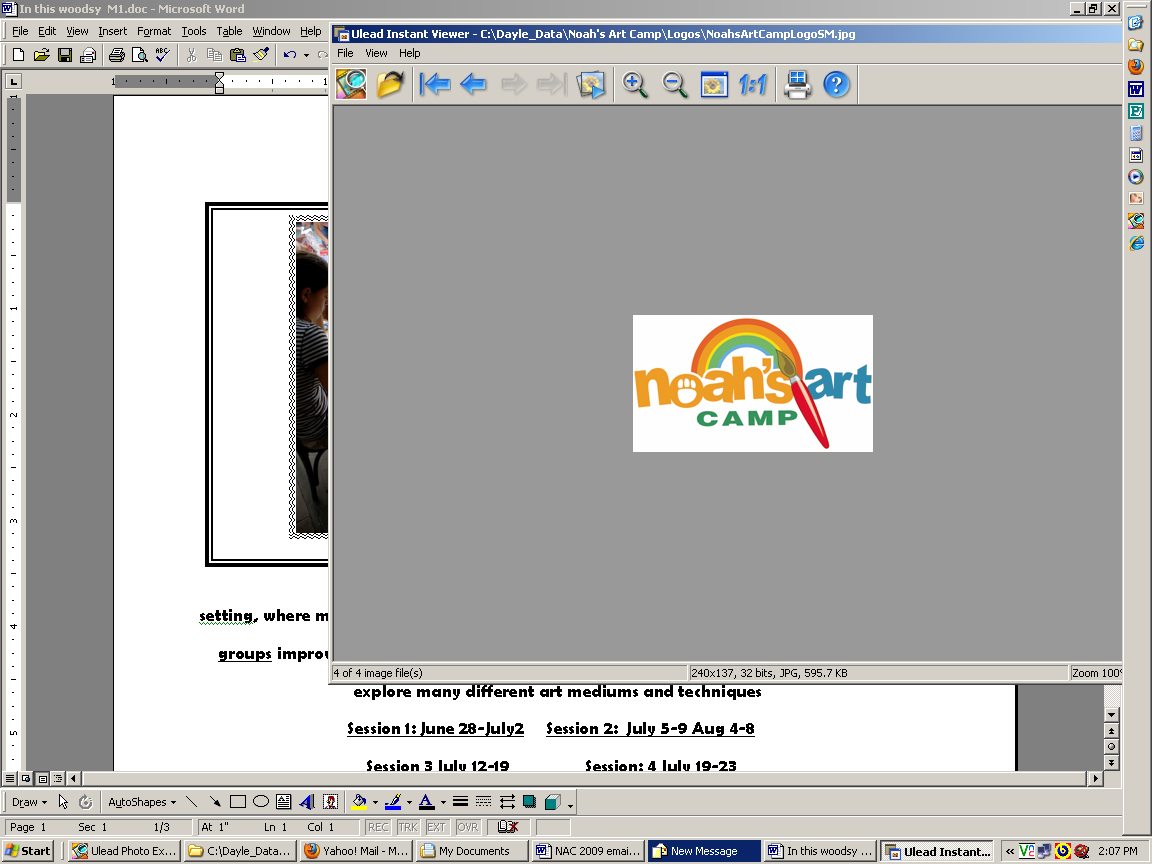 In this woodsy M1.doc - Microsoft Word
File Edit View Insert Format Tools Table Window Help
Ulead Instant Viewer - C:\Dayle_Data\Noah's Art Camp\Logos\NoahsArtCampLogoSM.jpg
File View Help
1:1
noah's art
CAMP
4 of 4 image file(s) 240x137, 32 bits, JPG, 595.7 KB Zoom 100%
setting, where m
groups improv
explore many different art mediums and techniques
Session 1: June 28-July2 Session 2: July 5-9 Aug 4-8
Session 3 July 12-19 Session: 4 July 19-23
Draw AutoShapes
Page 1 Sec 1 1/3 At 1" Ln 1 Col 1 REC TRK EXT OVR
Start Ulead Photo Ex... C:\Dayle_Data... Yahoo! Mail - M... My Documents NAC 2009 emai... New Message In this woodsy ... Ulead Instant... 2:07 PM